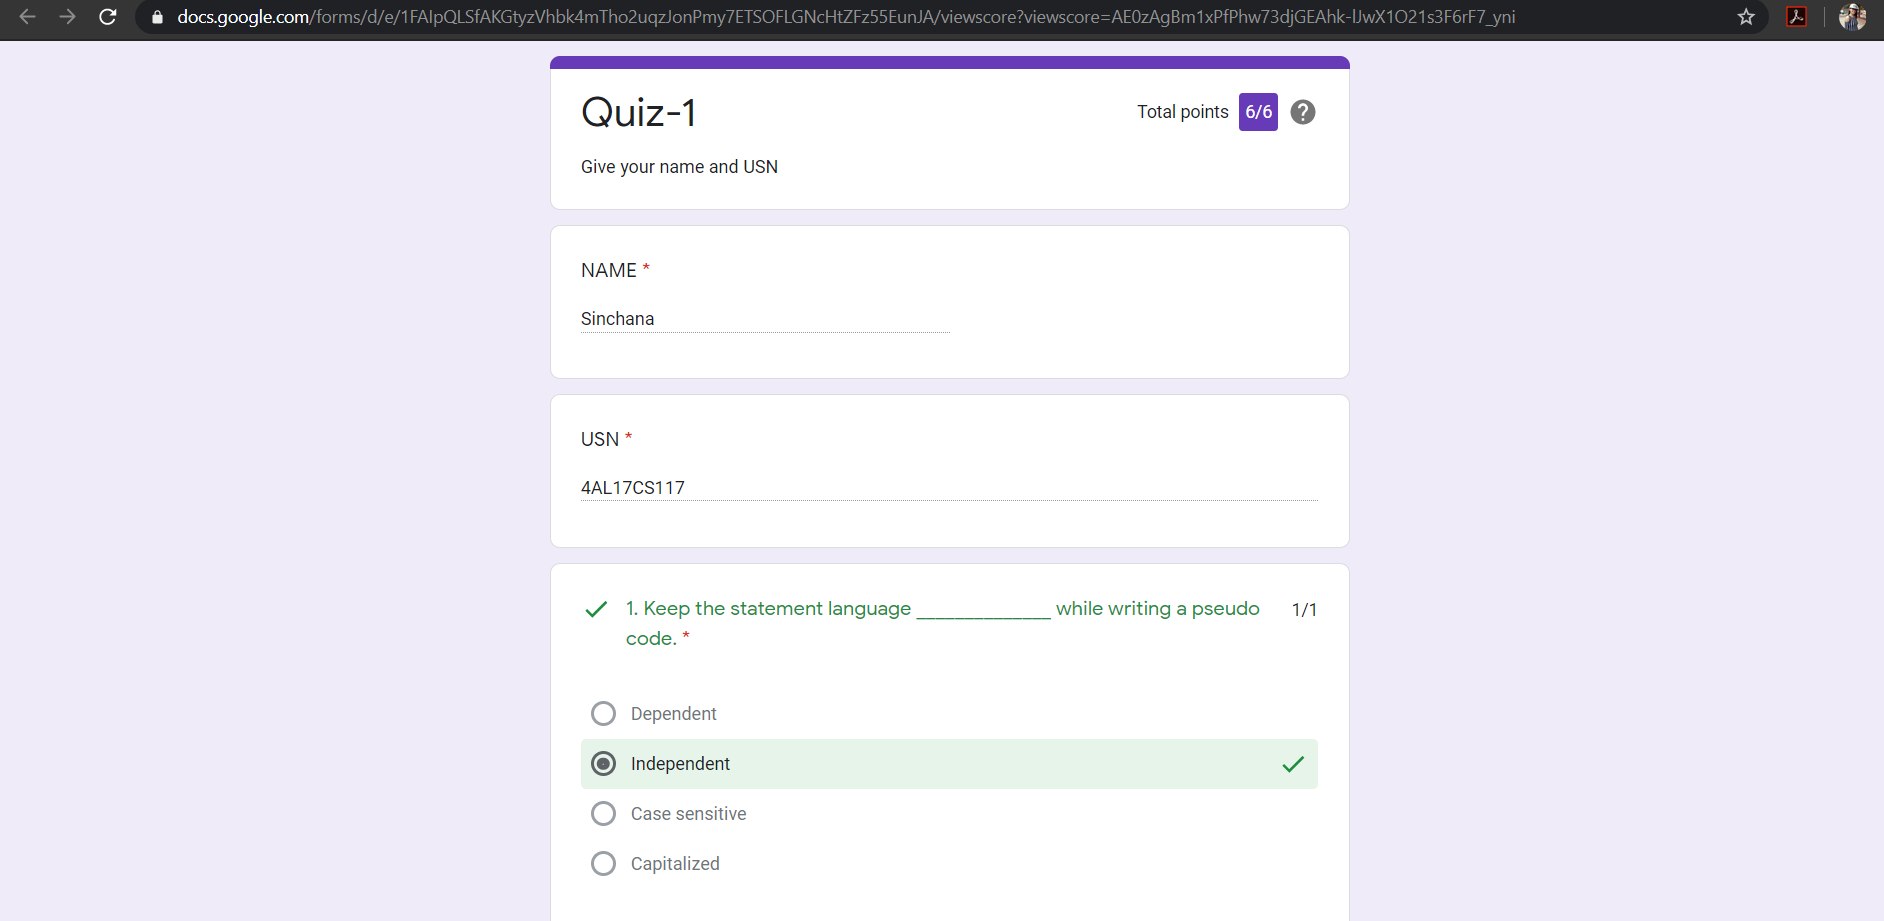 docs.google.com/forms/d/e/1FAIpQLSfAKGtyzVhbk4mTho2uqzJonPmy7ETSOFLGNcHtZFz55EunJA/viewscore?viewscore=AE0zAgBm1xPfPhw73djGEAhk-lJwX1O21s3F6rF7_yni
Quiz-1
Total points 6/6
Give your name and USN
NAME *
Sinchana
USN *
4AL17CS117
1. Keep the statement language ______________ while writing a pseudo 1/1
code. *
Dependent
Independent
Case sensitive
Capitalized